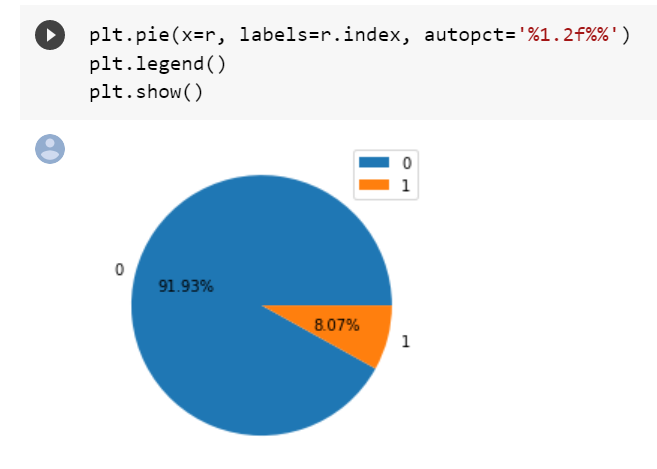 plt.pie(x=r, labels=r.index, autopct='%1.2f%%')
plt.legend()
plt.show()
0
1
0
91.93%
8.07%
1